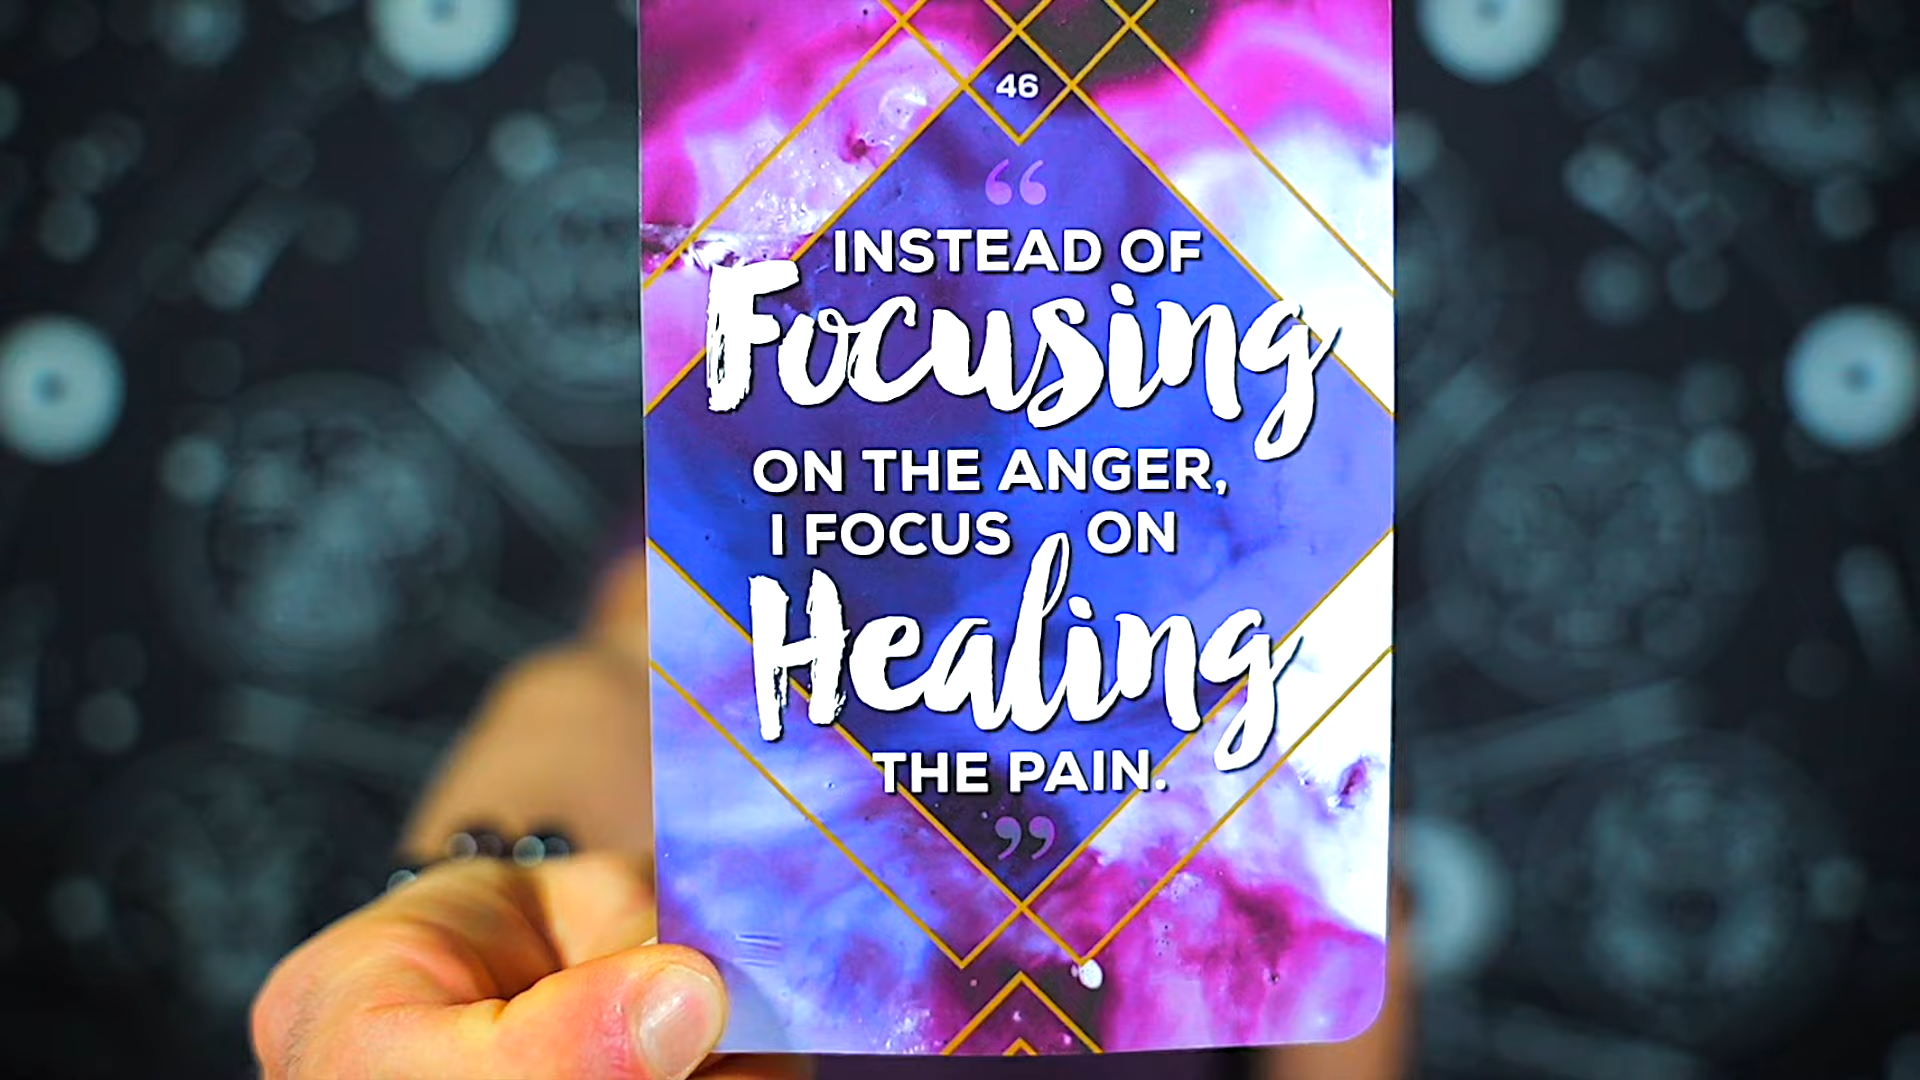 46
“
INSTEAD OF
Focusing
ON THE ANGER,
I FOCUS ON
Healing
THE PAIN.
”